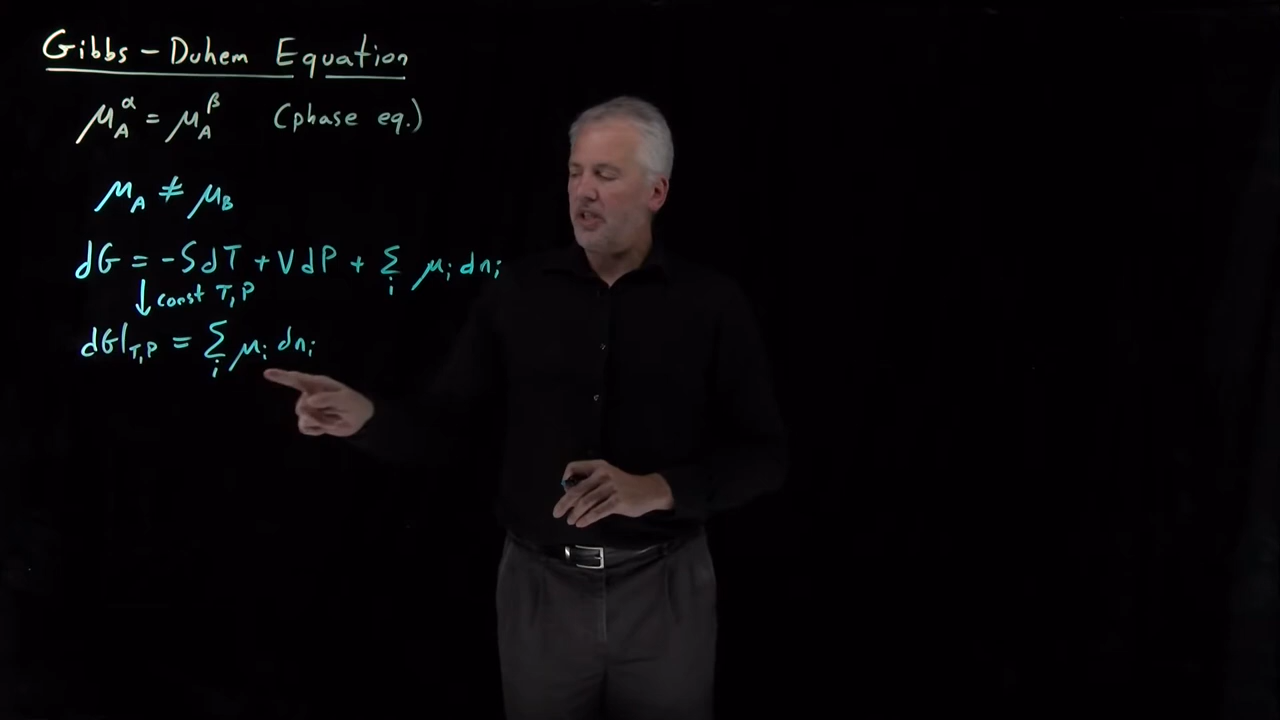 Gibbs - Duhem Equation
μ_A^α = μ_A^β (phase eq.)
μ_A ≠ μ_B
dG = -SdT + VdP + Σ_i μ_i dn_i
↓ const T, P
dG|_T,P = Σ_i μ_i dn_i